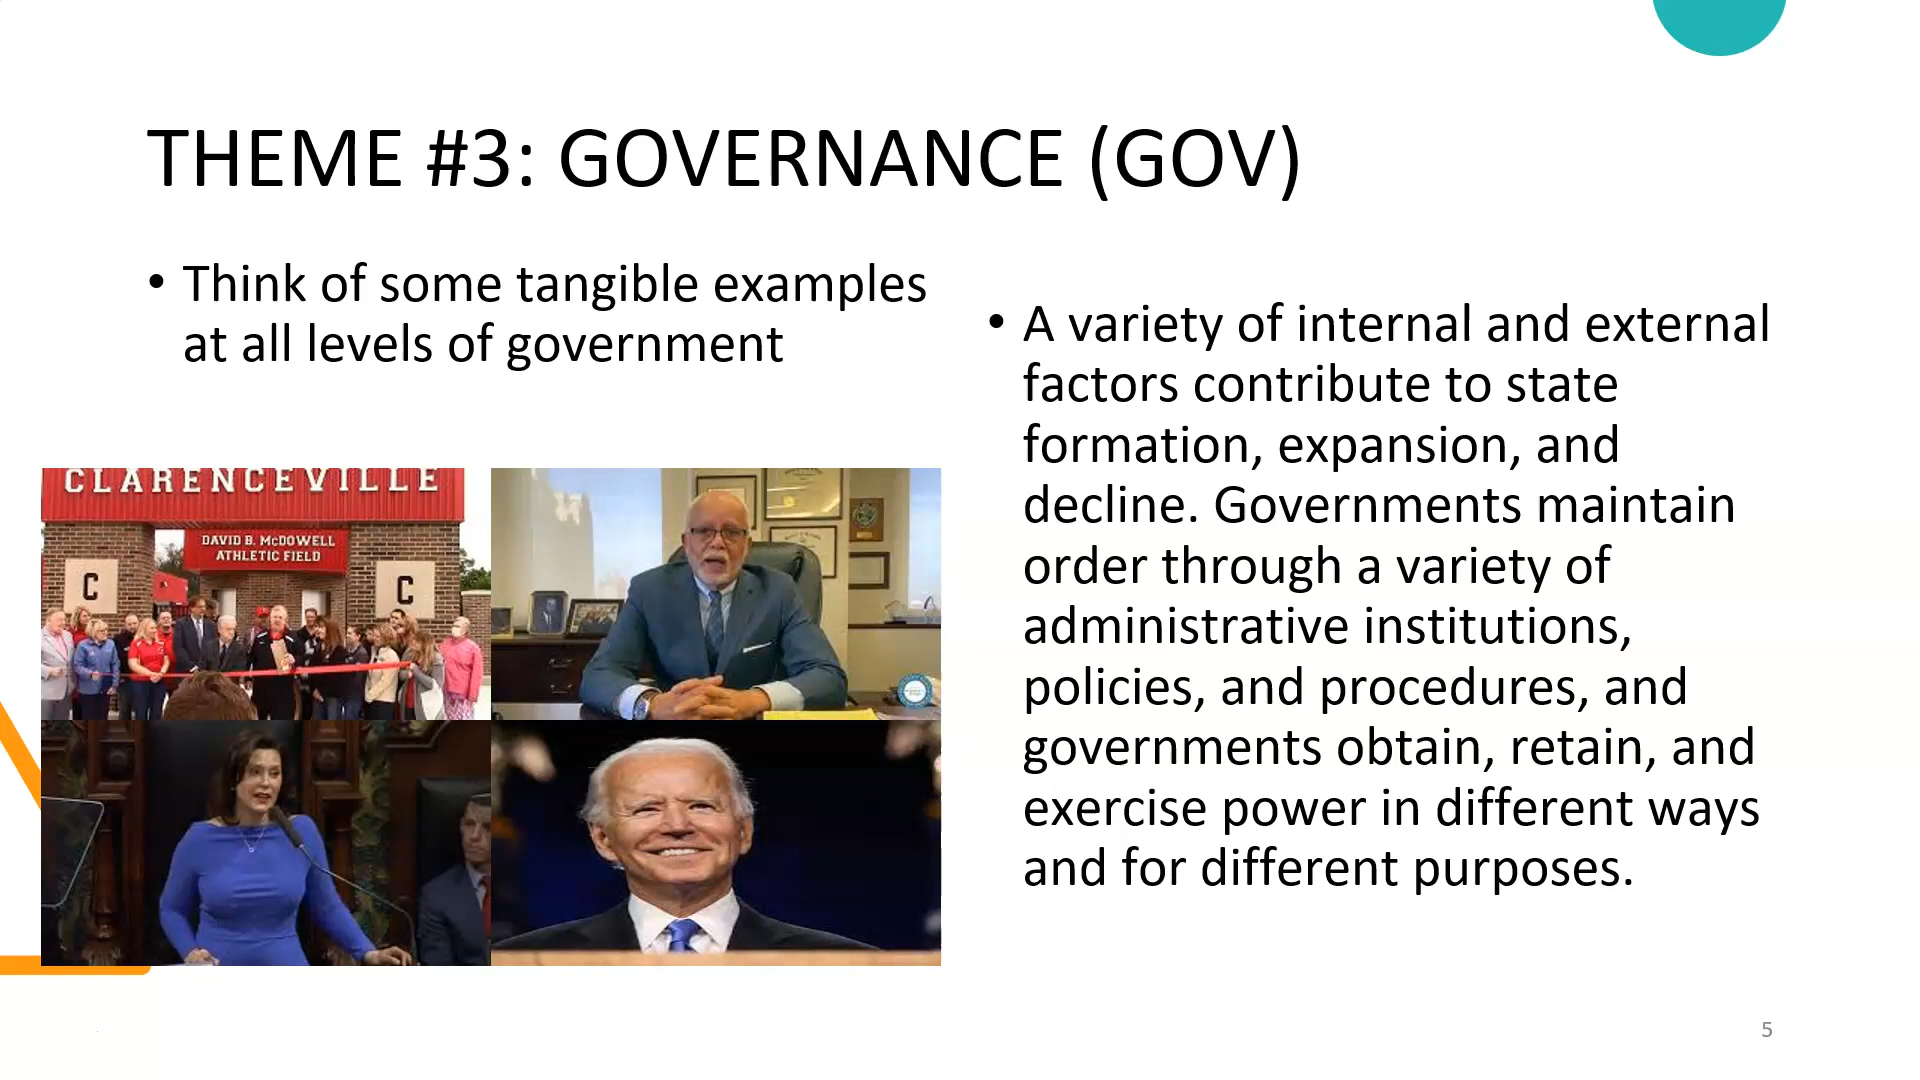 THEME #3: GOVERNANCE (GOV)
• Think of some tangible examples
at all levels of government
CLARENCEVILLE
DAVID B. McDOWELL
ATHLETIC FIELD
C
C
• A variety of internal and external
factors contribute to state
formation, expansion, and
decline. Governments maintain
order through a variety of
administrative institutions,
policies, and procedures, and
governments obtain, retain, and
exercise power in different ways
and for different purposes.
5